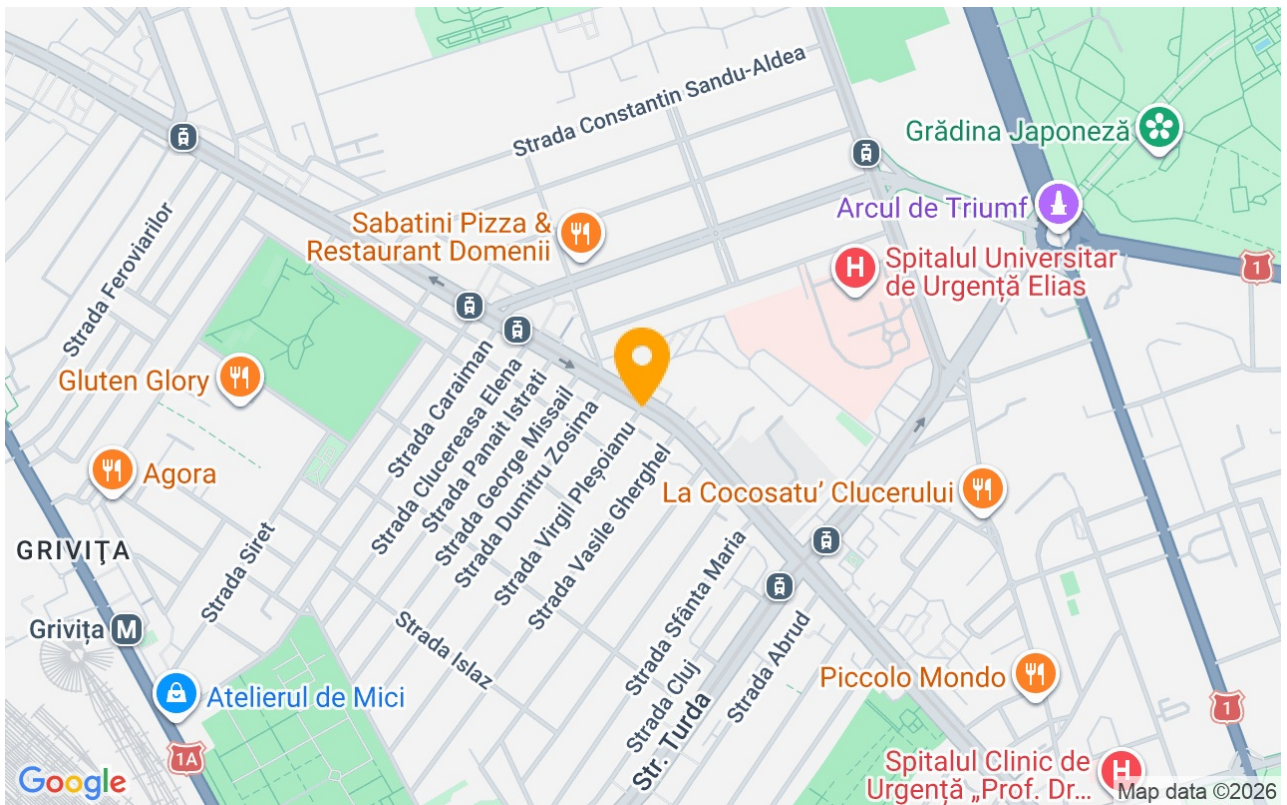 Strada Constantin Sandu-Aldea
Grădina Japoneză
Arcul de Triumf
Sabatini Pizza &
Restaurant Domenii
Spitalul Universitar
de Urgență Elias
H
1
Strada Feroviarilor
Gluten Glory
Strada Caraiman
Strada Clucereasa Elena
Strada Panait Istrati
Strada George Missail
Strada Dumitru Zosima
Strada Virgil Pleșoianu
Strada Vasile Gherghel
Agora
La Cocosatu' Clucerului
GRIVIŢA
Strada Siret
Strada Islaz
Strada Sfânta Maria
Strada Cluj
Str. Turda
Strada Abrud
Grivița M
Atelierul de Mici
Piccolo Mondo
1
1A
Spitalul Clinic de
Urgență „Prof. Dr...
H
Google
Map data ©2026